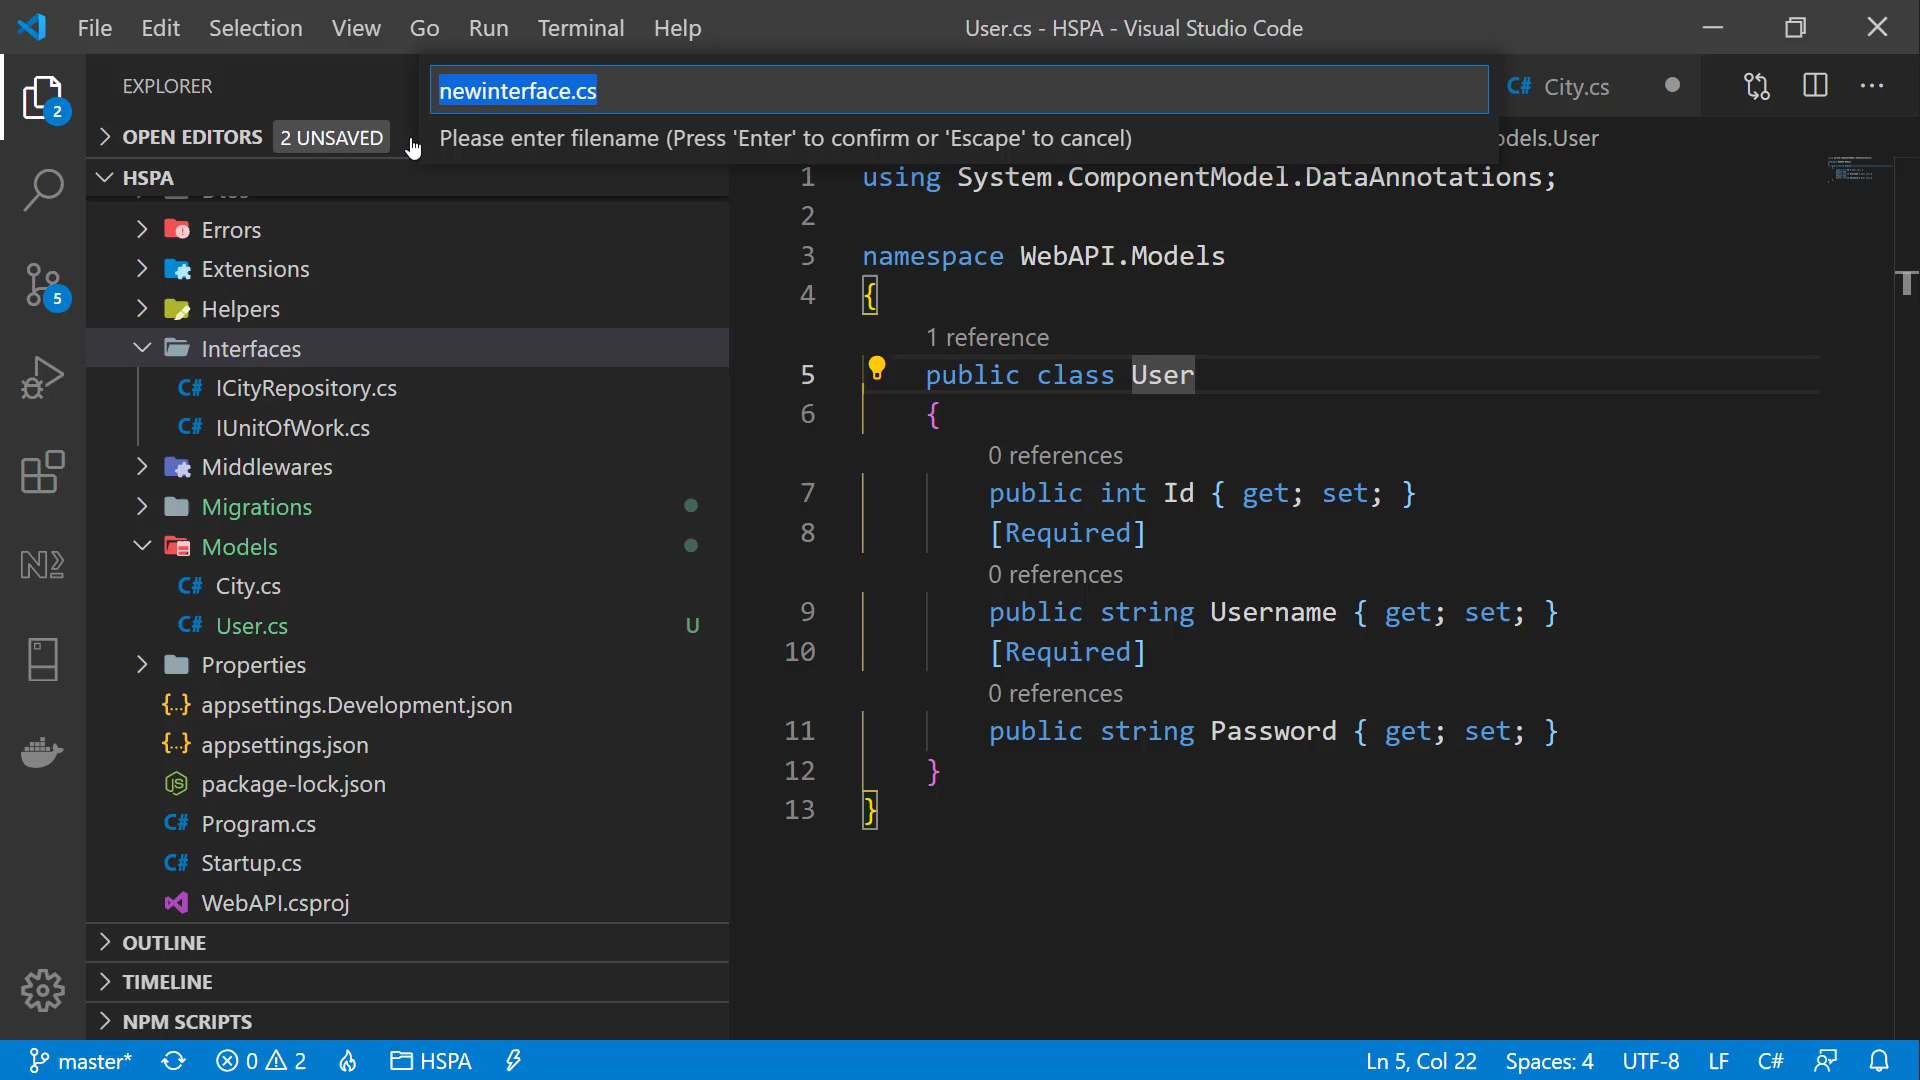 File Edit Selection View Go Run Terminal Help
User.cs - HSPA - Visual Studio Code
EXPLORER
newinterface.cs
C# City.cs
OPEN EDITORS 2 UNSAVED
Please enter filename (Press 'Enter' to confirm or 'Escape' to cancel)
odels.User
HSPA
Errors
Extensions
Helpers
Interfaces
C# ICityRepository.cs
C# IUnitOfWork.cs
Middlewares
Migrations
Models
C# City.cs
C# User.cs U
Properties
{..} appsettings.Development.json
{..} appsettings.json
package-lock.json
C# Program.cs
C# Startup.cs
WebAPI.csproj
OUTLINE
TIMELINE
NPM SCRIPTS
2
5
1 using System.ComponentModel.DataAnnotations;
2
3 namespace WebAPI.Models
4 {
1 reference
5 public class User
6 {
0 references
7 public int Id { get; set; }
8 [Required]
0 references
9 public string Username { get; set; }
10 [Required]
0 references
11 public string Password { get; set; }
12 }
13 }
master* 0 2 HSPA
Ln 5, Col 22 Spaces: 4 UTF-8 LF C#